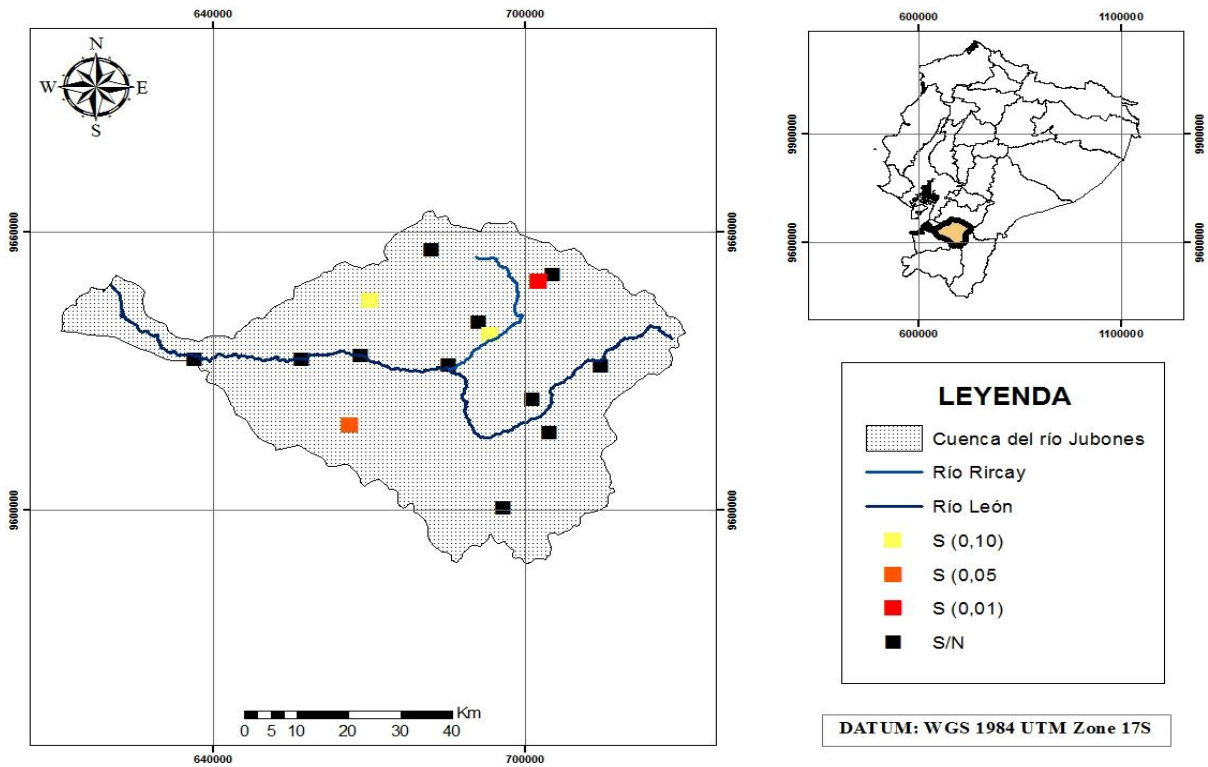 640000
700000
N
W
E
S
9660000
9660000
9600000
9600000
Km
0 5 10 20 30 40
640000
700000
600000
1100000
9900000
9900000
9600000
9600000
600000
1100000
LEYENDA
Cuenca del río Jubones
Río Rircay
Río León
S (0,10)
S (0,05
S (0,01)
S/N
DATUM: WGS 1984 UTM Zone 17S